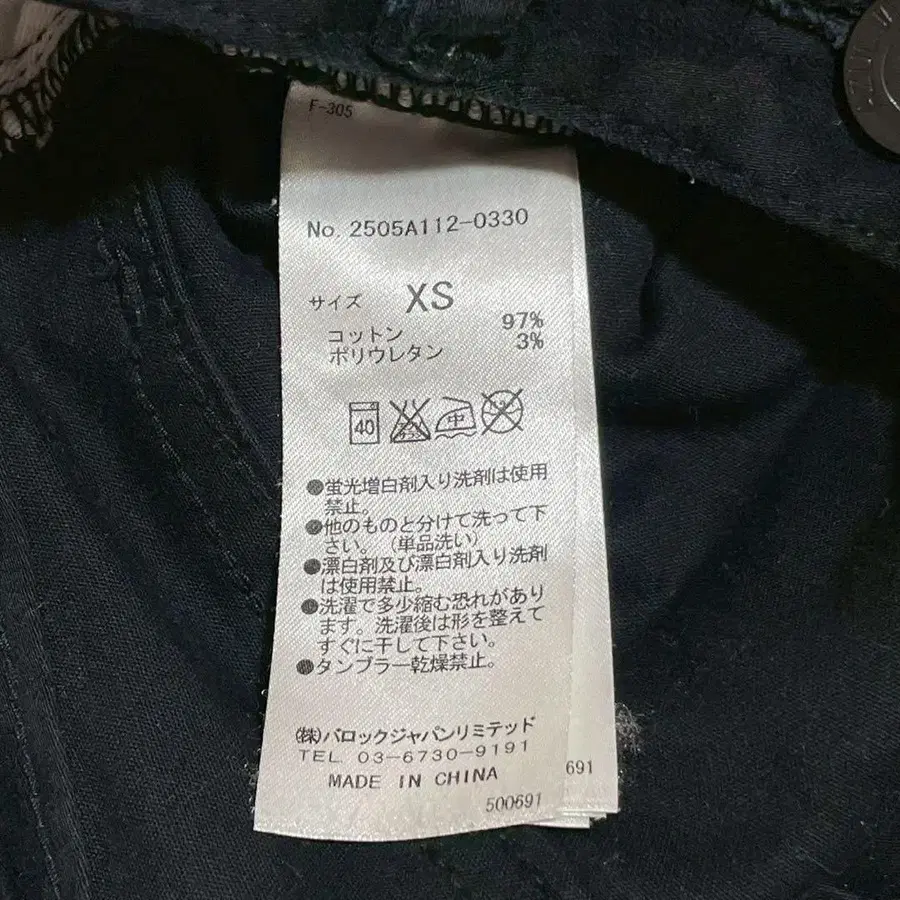 F-305
No. 2505A112-0330
サイズ XS
コットン 97%
ポリウレタン 3%
40 中
●蛍光増白剤入り洗剤は使用
禁止。
●他のものと分けて洗って下
さい。(単品洗い)
●漂白剤及び漂白剤入り洗剤
は使用禁止。
●洗濯で多少縮む恐れがあり
ます。洗濯後は形を整えて
すぐに干して下さい。
●タンブラー乾燥禁止。
(株)バロックジャパンリミテッド
TEL 03-6730-9191
MADE IN CHINA
500691
691